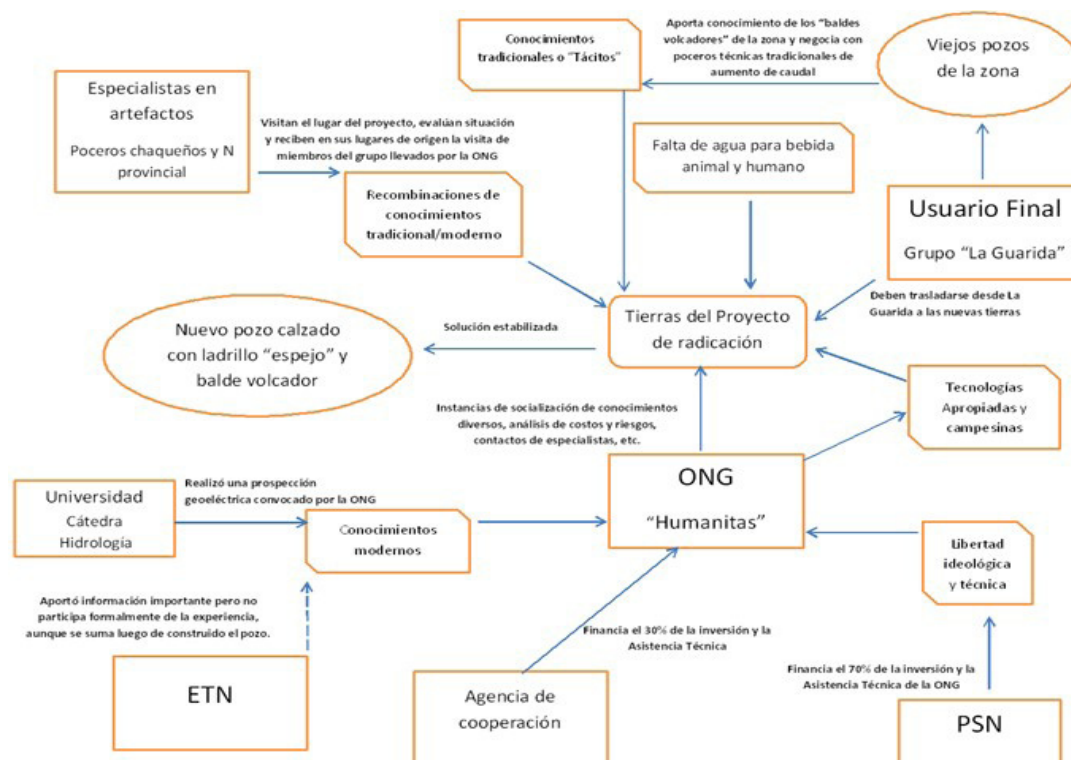 Conocimientos
tradicionales o "Tácitos"
Aporta conocimiento de los "baldes
volcadores" de la zona y negocia con
poceros técnicas tradicionales de
aumento de caudal
Viejos pozos
de la zona
Especialistas en
artefactos
Poceros chaqueños y N
provincial
Visitan el lugar del proyecto, evalúan situación
y reciben en sus lugares de origen la visita de
miembros del grupo llevados por la ONG
Falta de agua para bebida
animal y humano
Recombinaciones de
conocimientos
tradicional/moderno
Usuario Final
Grupo "La Guarida"
Deben trasladarse desde La
Guarida a las nuevas tierras
Nuevo pozo calzado
con ladrillo "espejo" y
balde volcador
Solución estabilizada
Tierras del Proyecto
de radicación
Tecnologías
Apropiadas y
campesinas
Instancias de socialización de conocimientos
diversos, análisis de costos y riesgos,
contactos de especialistas, etc.
ONG
"Humanitas"
Universidad
Cátedra
Hidrología
Realizó una prospección
geoeléctrica convocado por la ONG
Conocimientos
modernos
Libertad
ideológica
y técnica
Aportó información importante pero no
participa formalmente de la experiencia,
aunque se suma luego de construido el pozo.
Financia el 30% de la inversión y la
Asistencia Técnica
Financia el 70% de la inversión y la
Asistencia Técnica de la ONG
ETN
Agencia de
cooperación
PSN